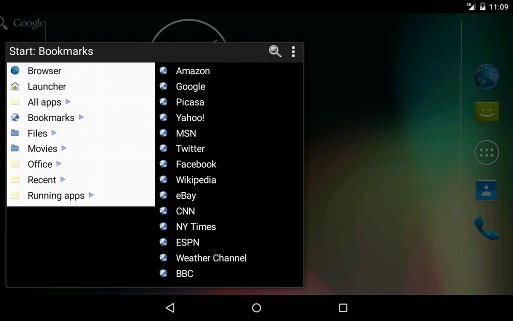 11:09
Google
Start: Bookmarks
Browser
Launcher
All apps
Bookmarks
Files
Movies
Office
Recent
Running apps
Amazon
Google
Picasa
Yahoo!
MSN
Twitter
Facebook
Wikipedia
eBay
CNN
NY Times
ESPN
Weather Channel
BBC